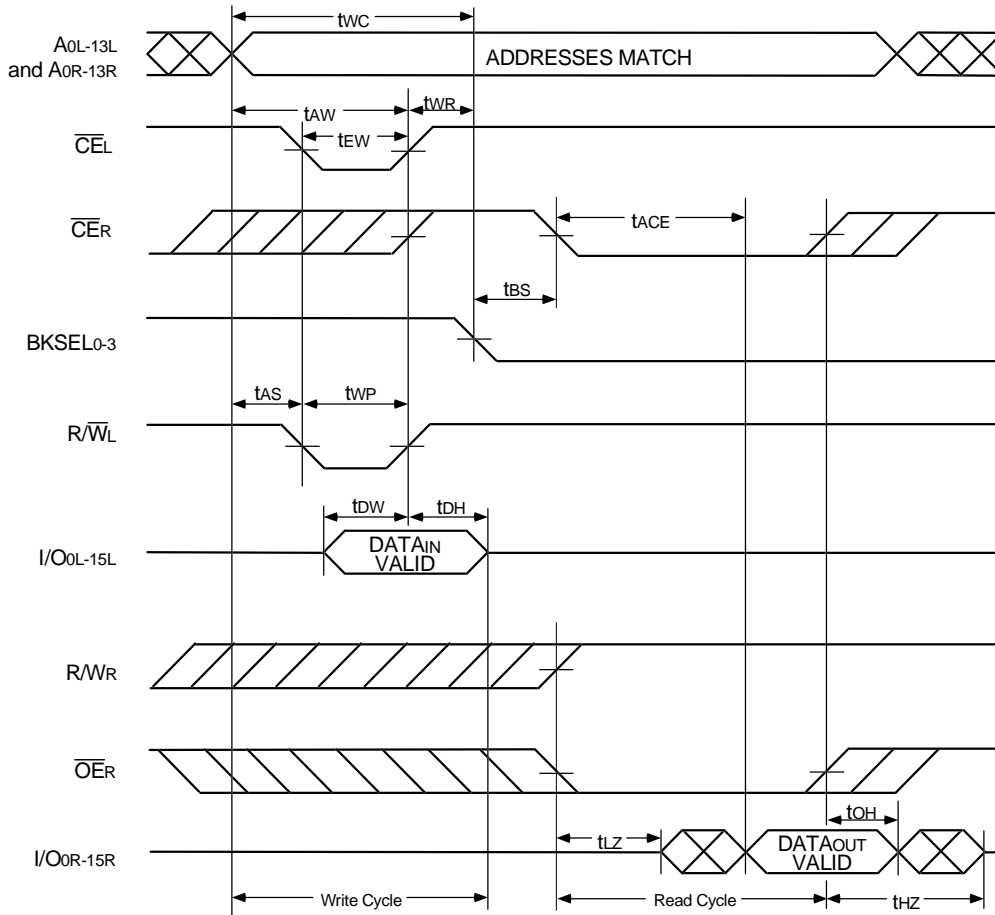 tWC
A0L-13L
and A0R-13R
ADDRESSES MATCH
tAW
tWR
CEL
tEW
CER
tACE
tBS
BKSEL0-3
tAS
tWP
R/WL
tDW
tDH
I/O0L-15L
DATAIN
VALID
R/WR
OER
tOH
I/O0R-15R
tLZ
DATAOUT
VALID
Write Cycle
Read Cycle
tHZ